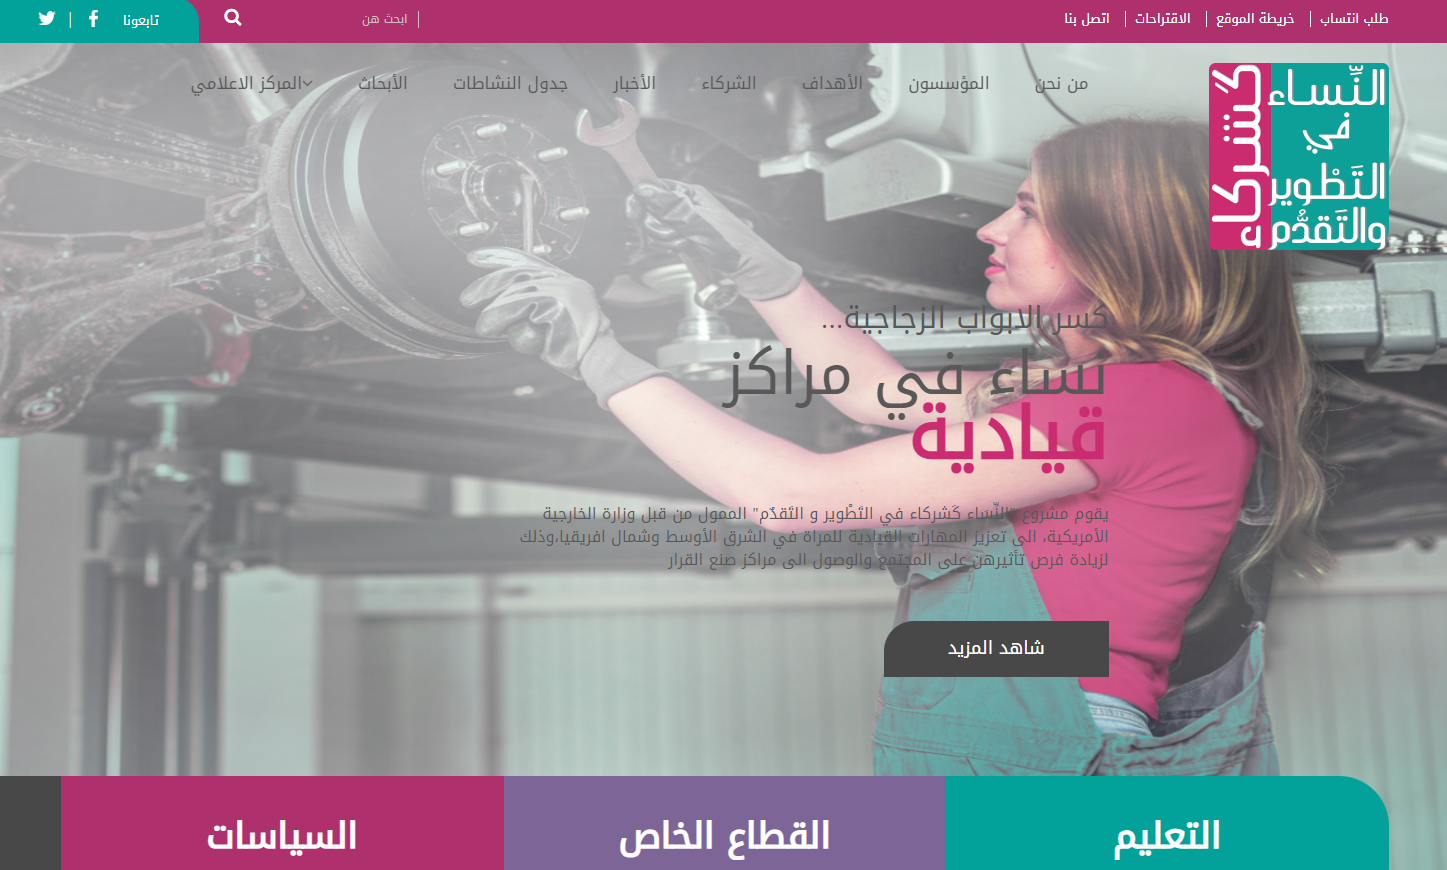 طلب انتساب
خريطة الموقع
الاقتراحات
اتصل بنا
ابحث هن
تابعونا
النِّساء
في
التَطْوير
والتَقدُّم
كشركاء
من نحن
المؤسسون
الأهداف
الشركاء
الأخبار
جدول النشاطات
الأبحاث
المركز الاعلامي
كسر الابواب الزجاجية...
نساء في مراكز
قيادية
يقوم مشروع "النِّساء كَشركاء في التَطْوير و التَقدُم" الممول من قبل وزارة الخارجية
الأمريكية، الى تعزيز المهارات القيادية للمراة في الشرق الأوسط وشمال افريقيا،وذلك
لزيادة فرص تأثيرهن على المجتمع والوصول الى مراكز صنع القرار
شاهد المزيد
التعليم
القطاع الخاص
السياسات